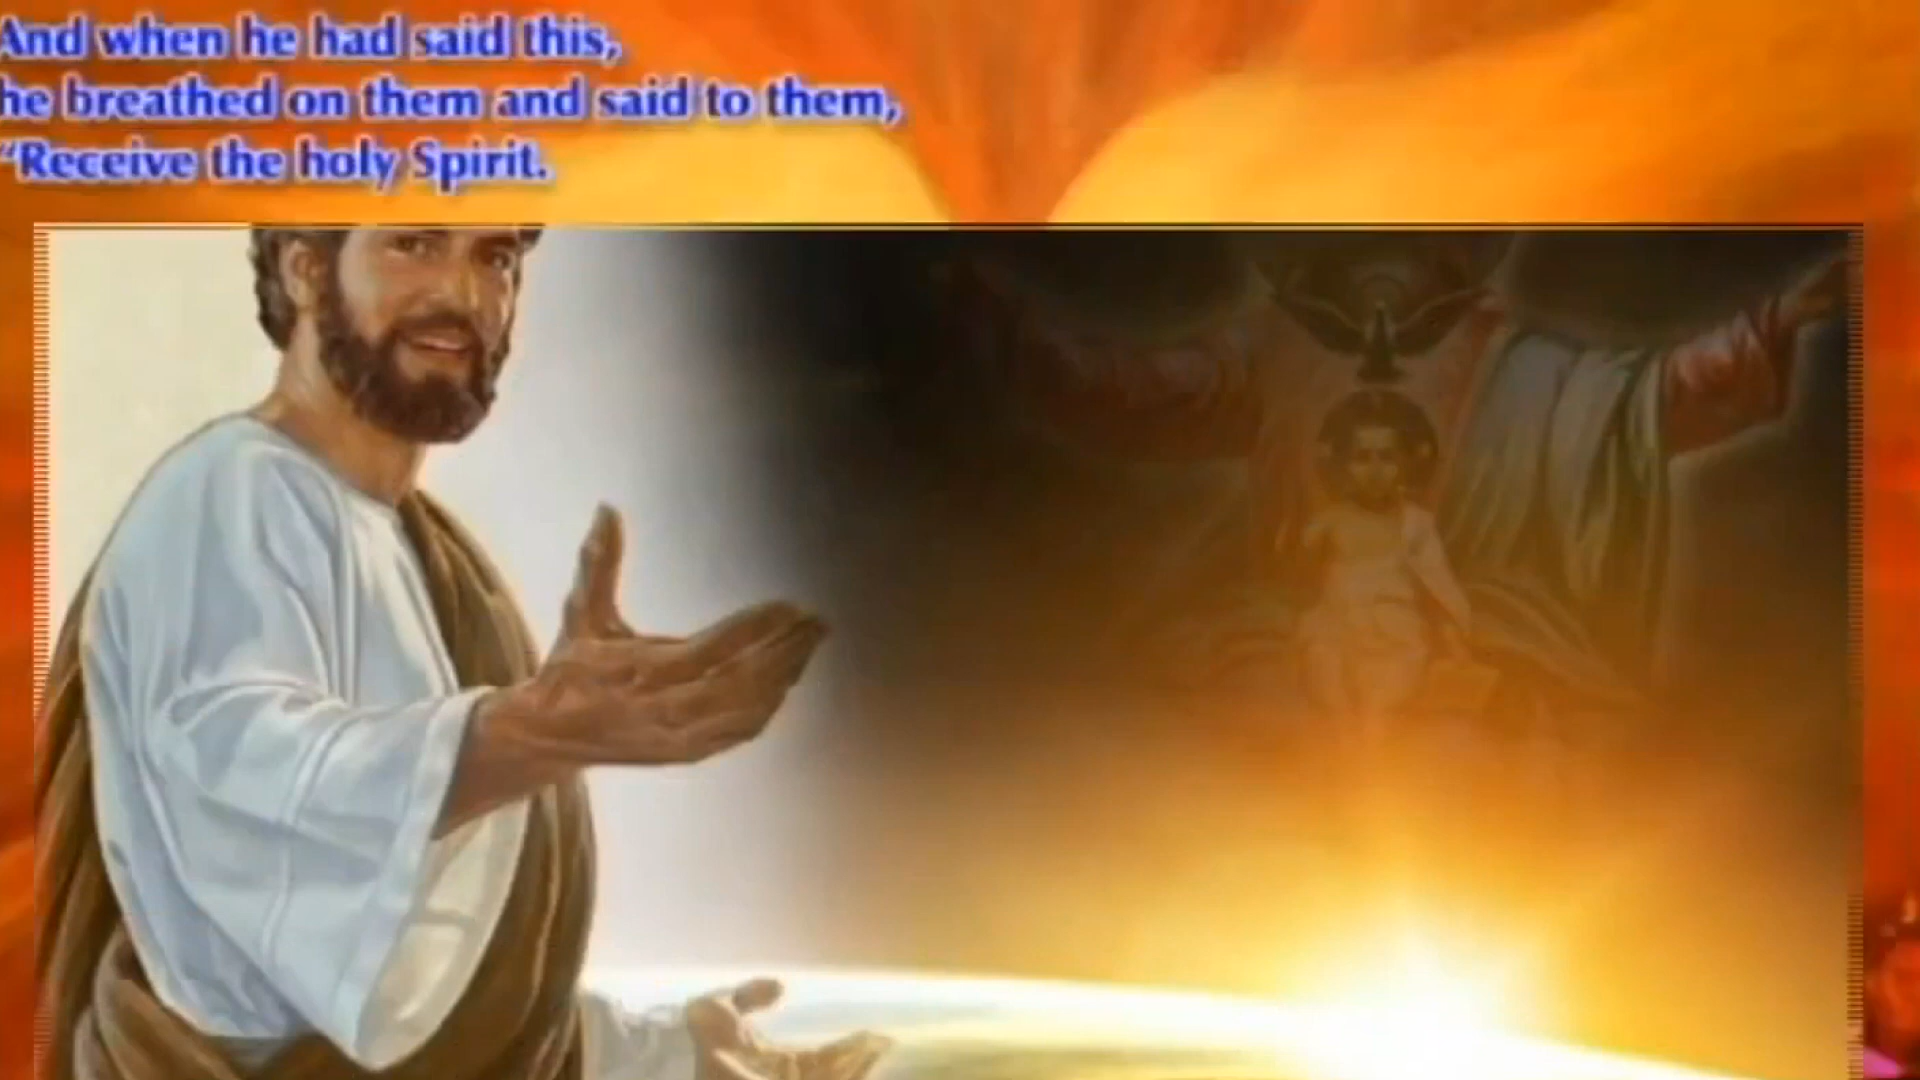 And when he had said this,
he breathed on them and said to them,
“Receive the holy Spirit.